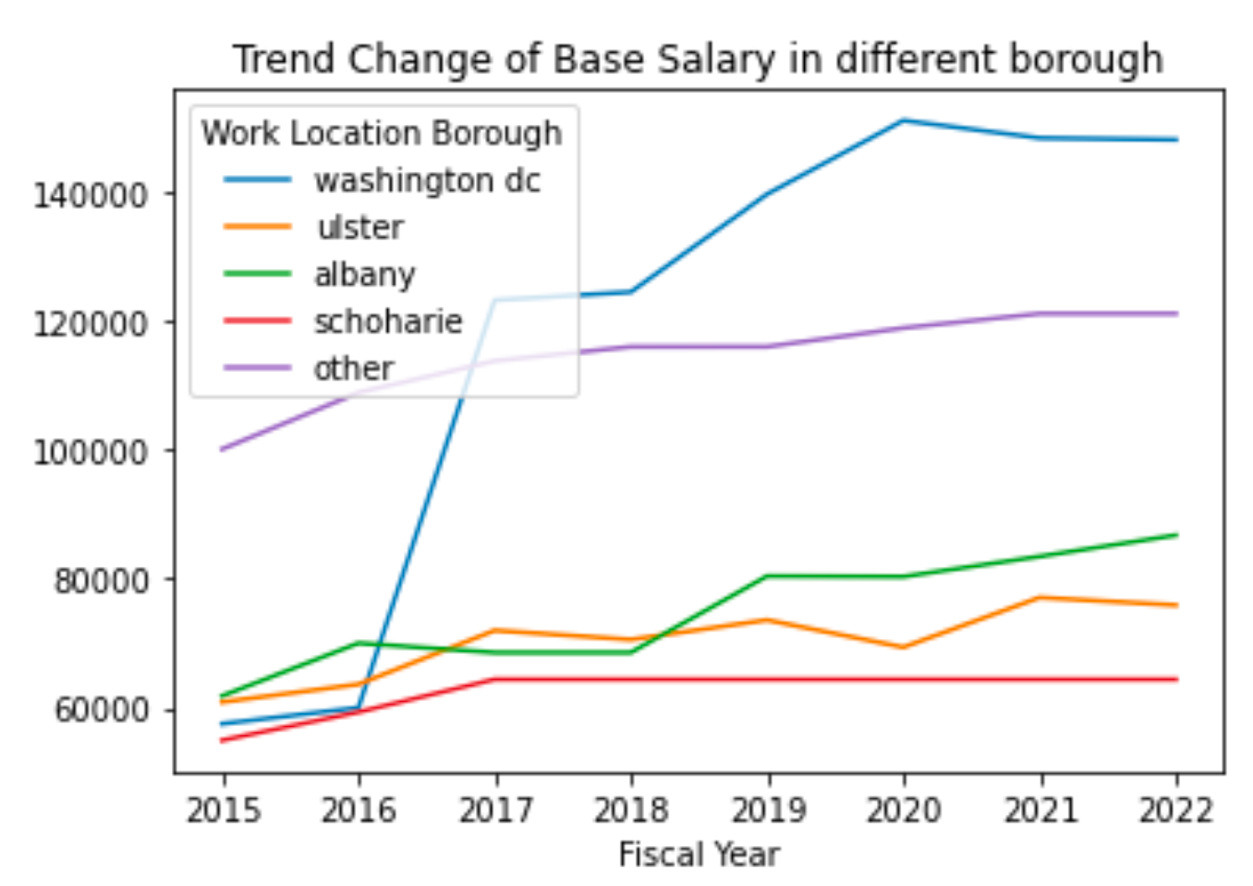 Trend Change of Base Salary in different borough
Work Location Borough
washington dc
ulster
albany
schoharie
other
140000
120000
100000
80000
60000
2015 2016 2017 2018 2019 2020 2021 2022
Fiscal Year